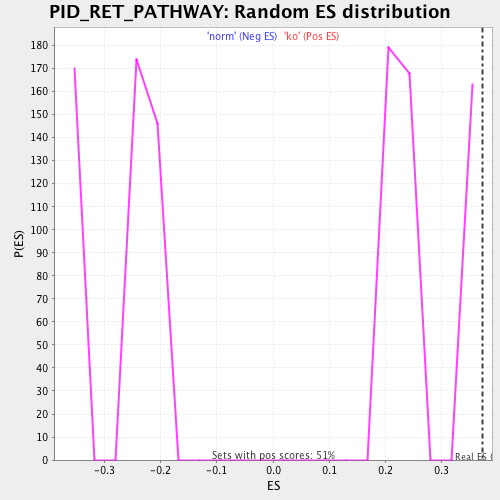 PID_RET_PATHWAY: Random ES distribution
'norm' (Neg ES) 'ko' (Pos ES)
180
170
160
150
140
130
120
110
100
90
80
70
60
50
40
30
20
10
0
P(ES)
Sets with pos scores: 51%
Real ES (
-0.3 -0.2 -0.1 0.0 0.1 0.2 0.3
ES